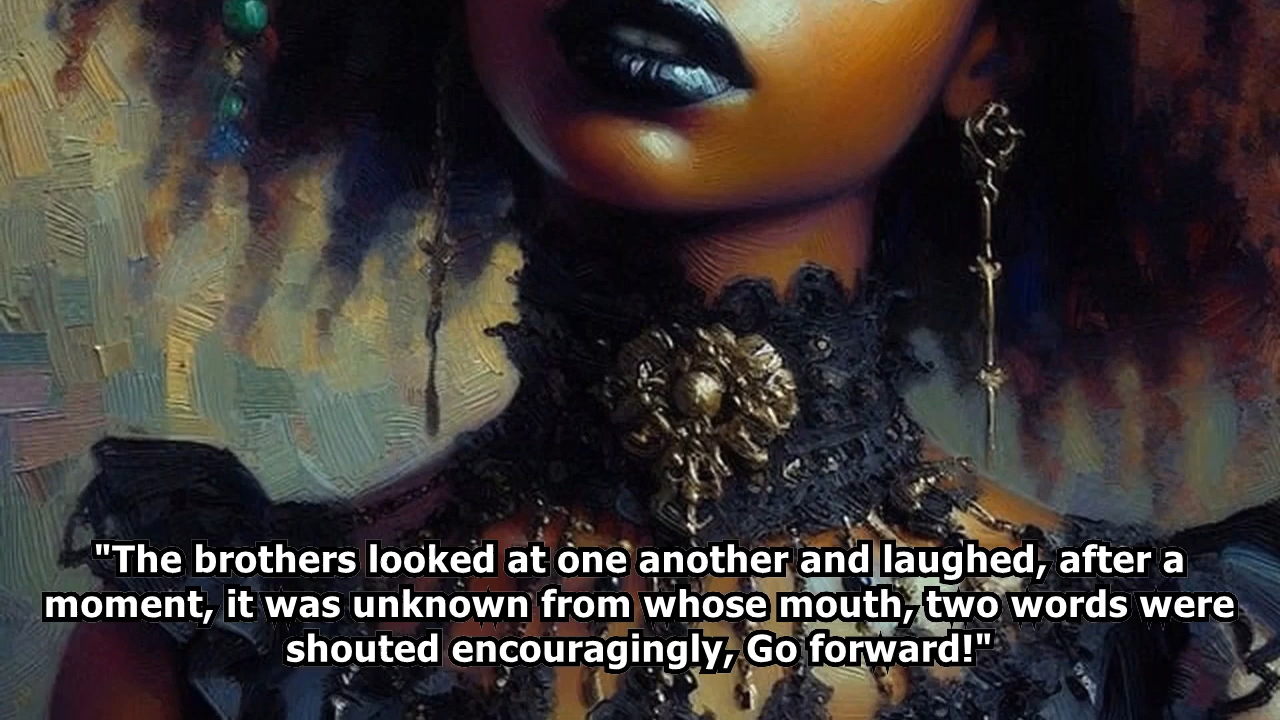 "The brothers looked at one another and laughed, after a
moment, it was unknown from whose mouth, two words were
shouted encouragingly, Go forward!"